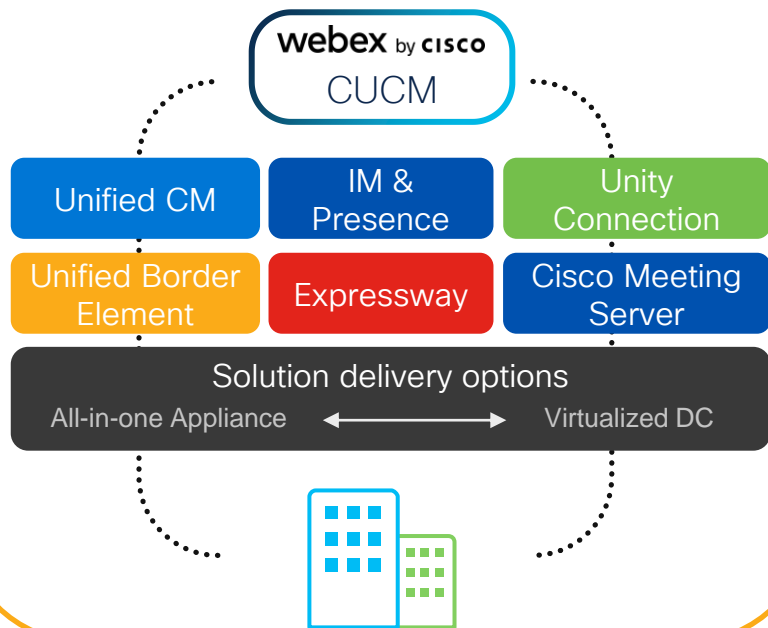 webex by CISCO
CUCM
Unified CM
IM &
Presence
Unity
Connection
Unified Border
Element
Expressway
Cisco Meeting
Server
Solution delivery options
All-in-one Appliance
Virtualized DC